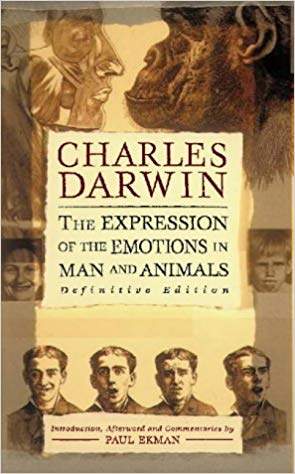 CHARLES
DARWIN
THE EXPRESSION
OF THE EMOTIONS IN
MAN AND ANIMALS
Definitive Edition
Introduction, Afterward and Commentaries by
PAUL EKMAN